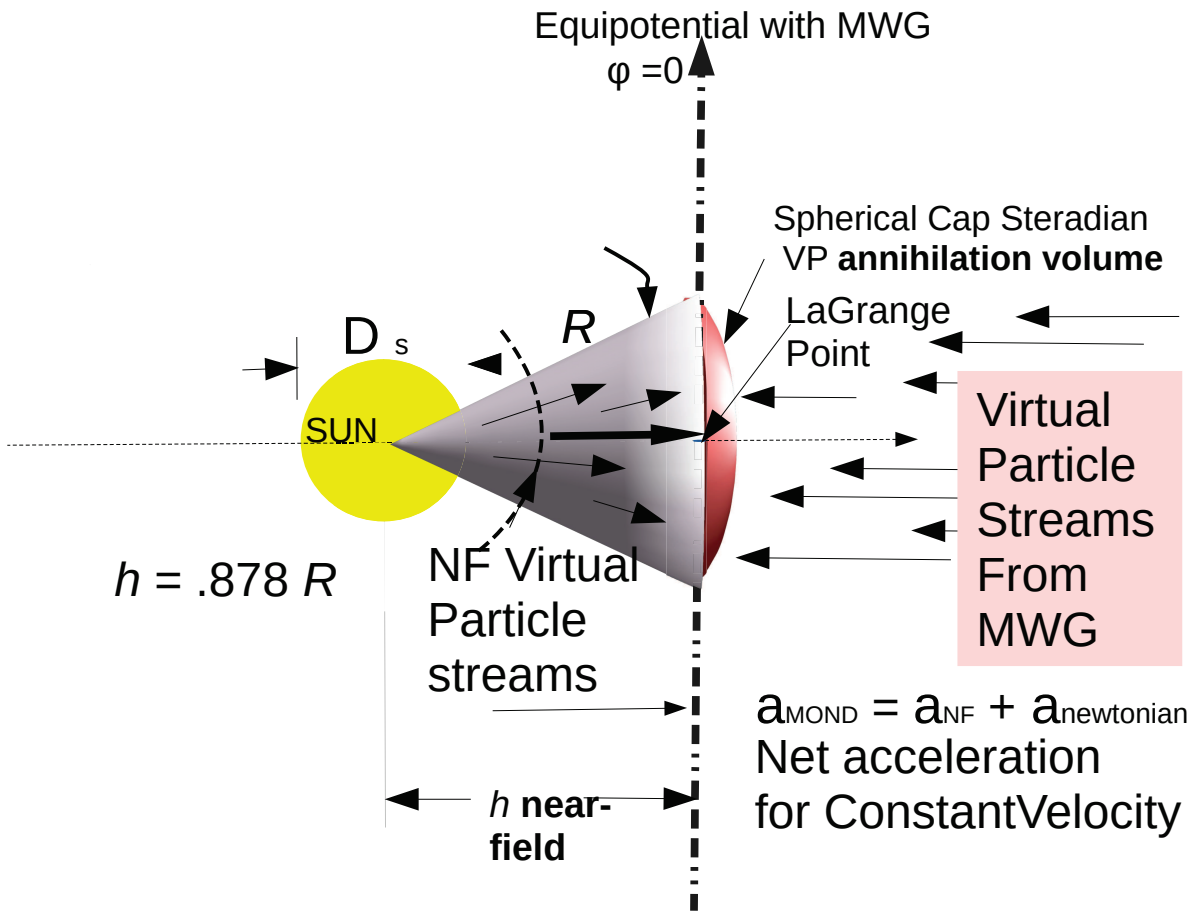 Equipotential with MWG
φ =0
Spherical Cap Steradian
VP annihilation volume
LaGrange
Point
R
D s
SUN
Virtual
Particle
Streams
From
MWG
h = .878 R
NF Virtual
Particle
streams
aMOND = aNF + anewtonian
Net acceleration
for ConstantVelocity
h near-
field